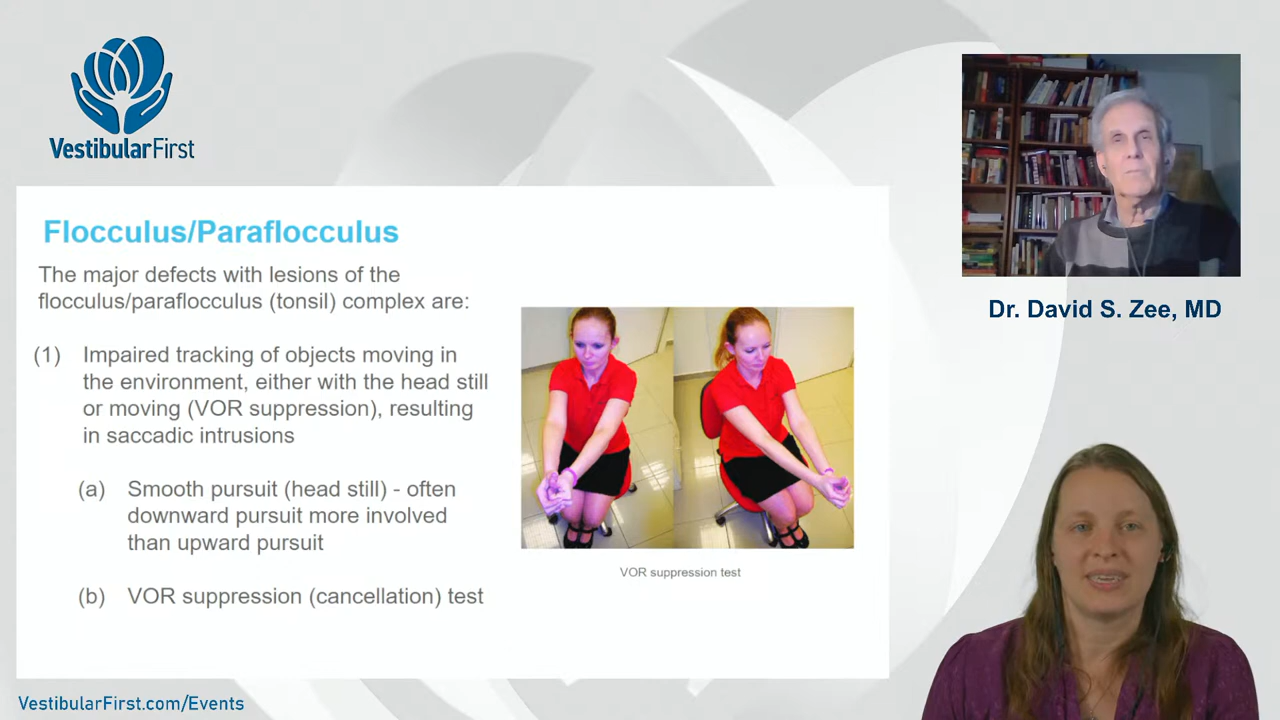 VestibularFirst
Flocculus/Paraflocculus
The major defects with lesions of the
flocculus/paraflocculus (tonsil) complex are:
(1) Impaired tracking of objects moving in
the environment, either with the head still
or moving (VOR suppression), resulting
in saccadic intrusions
(a) Smooth pursuit (head still) - often
downward pursuit more involved
than upward pursuit
(b) VOR suppression (cancellation) test
VOR suppression test
Dr. David S. Zee, MD
VestibularFirst.com/Events